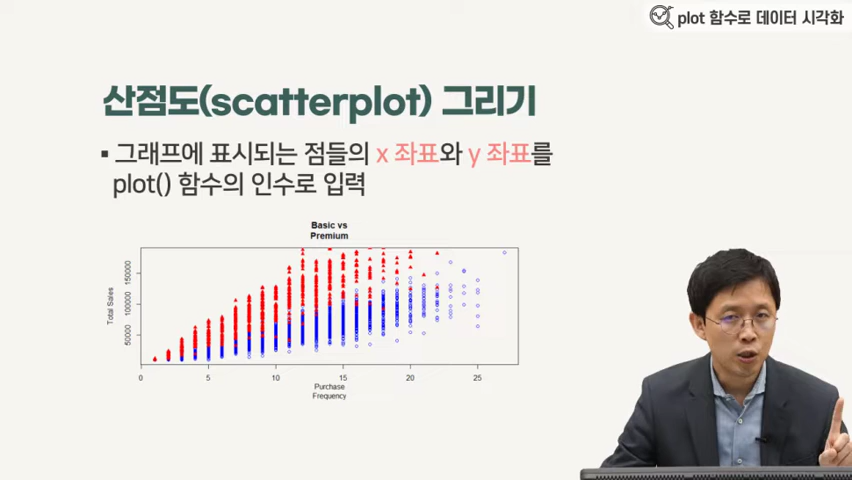 plot 함수로 데이터 시각화
산점도(scatterplot) 그리기
▪ 그래프에 표시되는 점들의 x 좌표와 y 좌표를
plot() 함수의 인수로 입력
Basic vs
Premium
Total Sales
150000
100000
50000
0 5 10 15 20 25
Purchase
Frequency